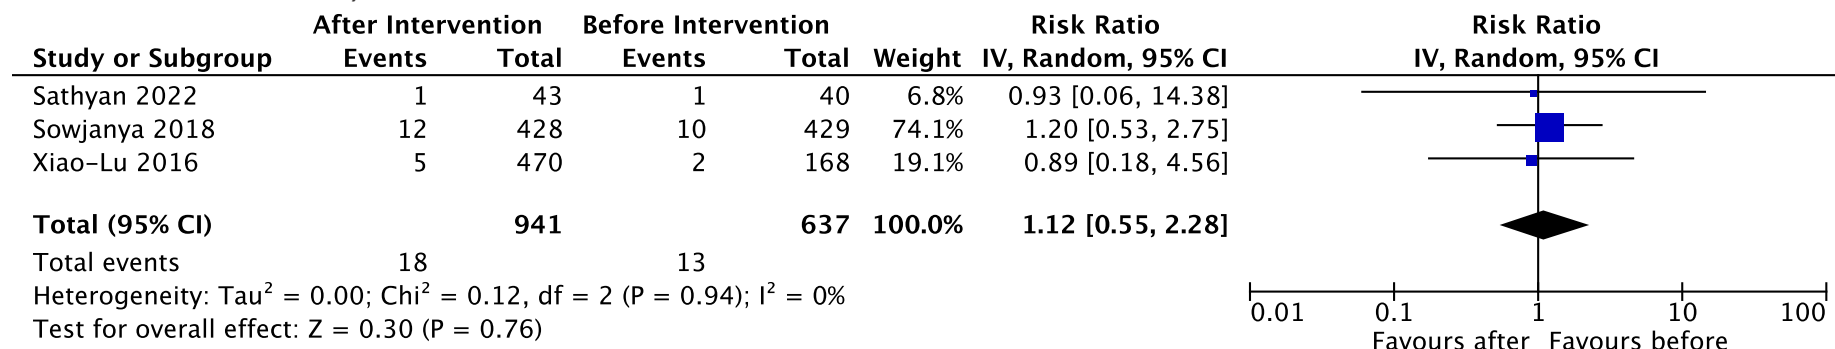 After Intervention Before Intervention Risk Ratio Risk Ratio
Study or Subgroup Events Total Events Total Weight IV, Random, 95% CI IV, Random, 95% CI
Sathyan 2022 1 43 1 40 6.8% 0.93 [0.06, 14.38]
Sowjanya 2018 12 428 10 429 74.1% 1.20 [0.53, 2.75]
Xiao-Lu 2016 5 470 2 168 19.1% 0.89 [0.18, 4.56]
Total (95% CI) 941 637 100.0% 1.12 [0.55, 2.28]
Total events 18 13
Heterogeneity: Tau² = 0.00; Chi² = 0.12, df = 2 (P = 0.94); I² = 0%
0.01 0.1 1 10 100
Test for overall effect: Z = 0.30 (P = 0.76)
Favours after Favours before